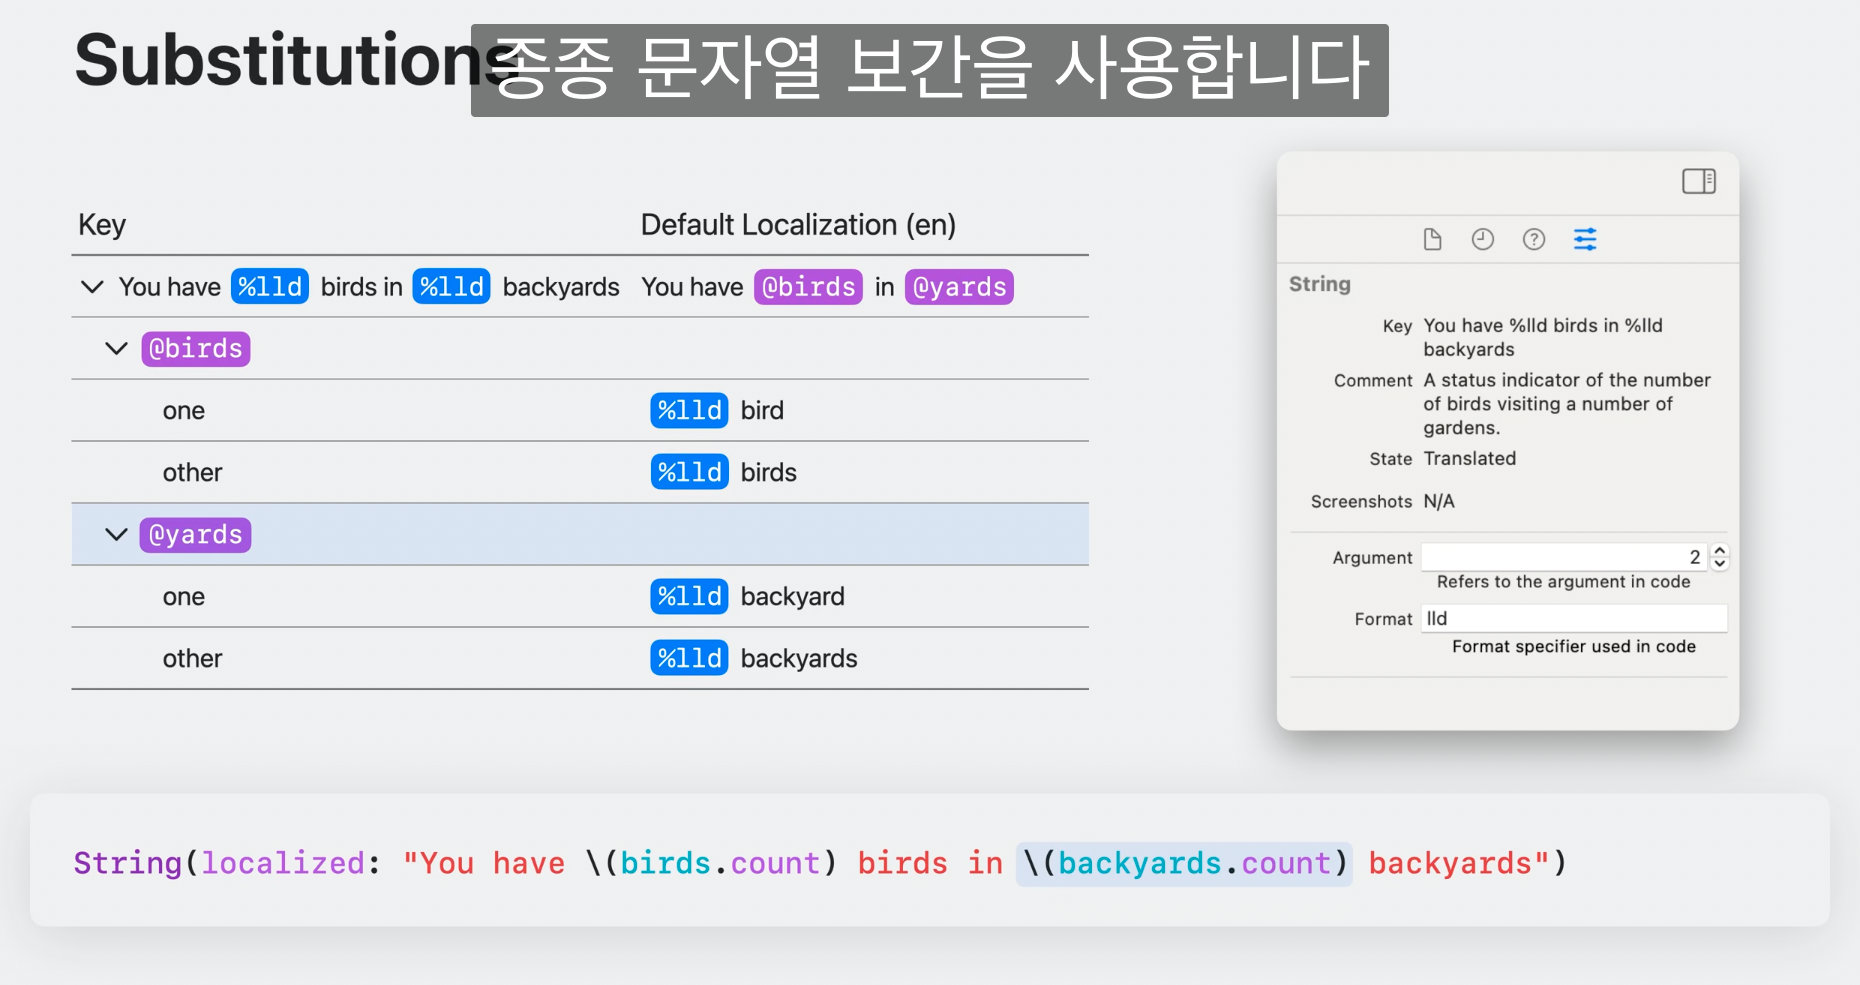 Substitutions
종종 문자열 보간을 사용합니다
Key Default Localization (en)
You have %lld birds in %lld backyards You have @birds in @yards
@birds
one %lld bird
other %lld birds
@yards
one %lld backyard
other %lld backyards
String
Key You have %lld birds in %lld
backyards
Comment A status indicator of the number
of birds visiting a number of
gardens.
State Translated
Screenshots N/A
Argument 2
Refers to the argument in code
Format lld
Format specifier used in code
String(localized: "You have \(birds.count) birds in \(backyards.count) backyards")